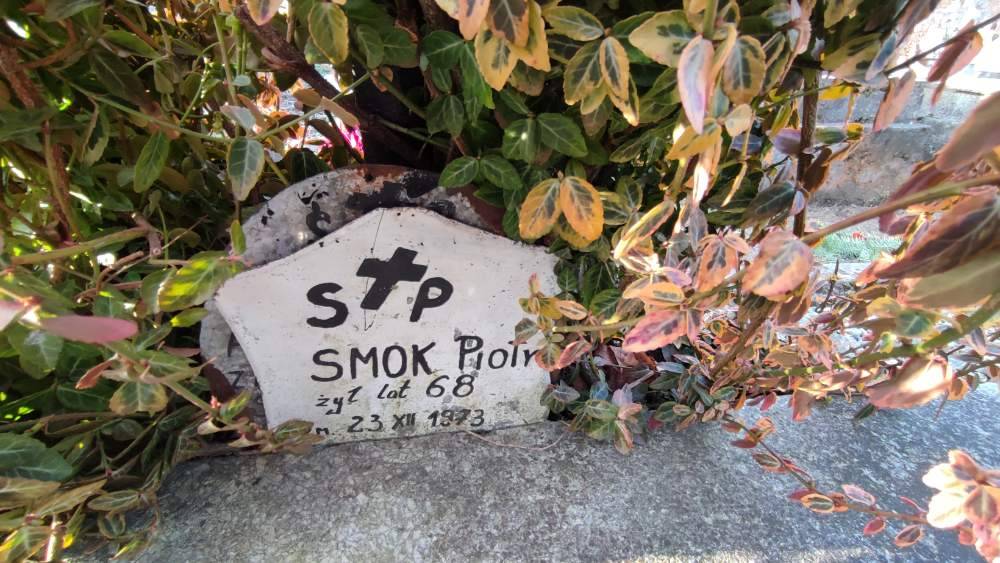 S P
SMOK Piotr
żył lat 68
m. 23 XII 1973